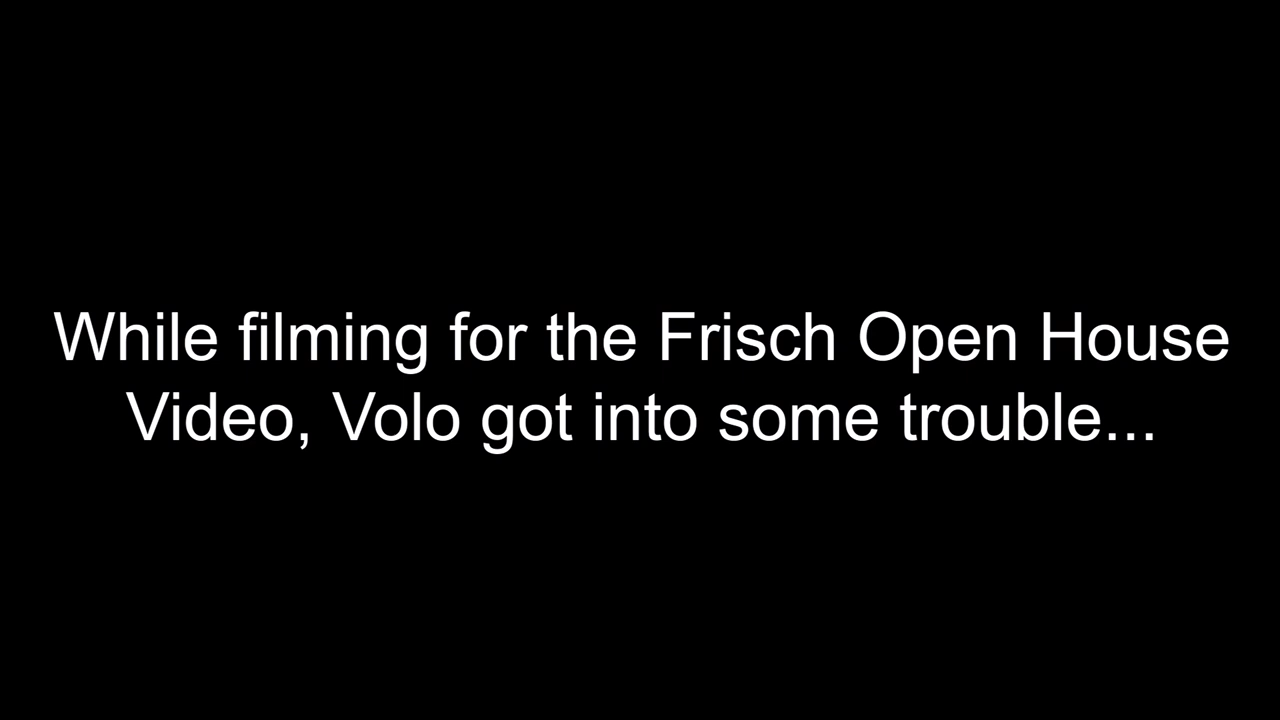 While filming for the Frisch Open House
Video, Volo got into some trouble...